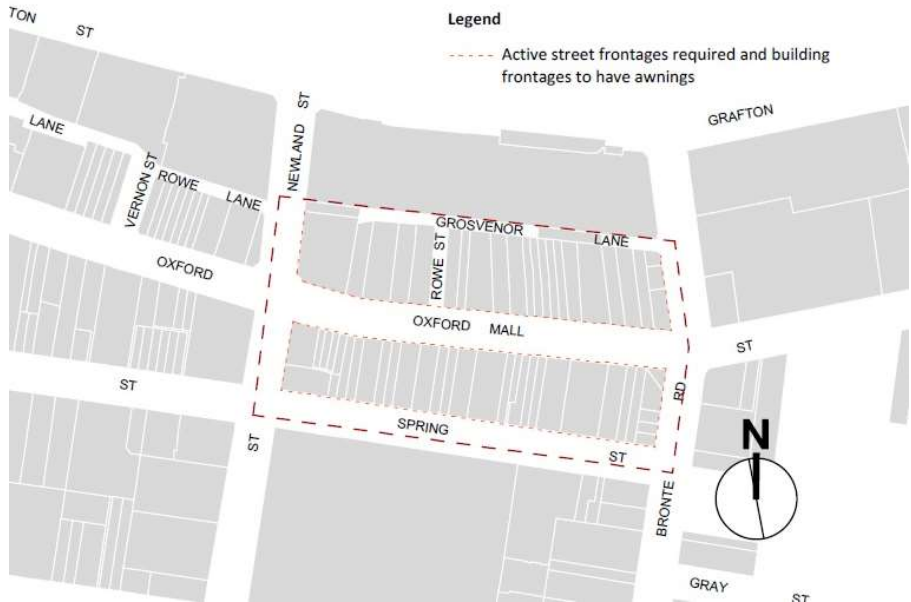 Legend
Active street frontages required and building
frontages to have awnings
TON ST
NEWLAND ST
GRAFTON
LANE
VERNON ST
ROWE LANE
GROSVENOR LANE
ROWE ST
OXFORD
OXFORD MALL
ST
ST
RD
SPRING ST
ST
N
BRONTE
GRAY ST